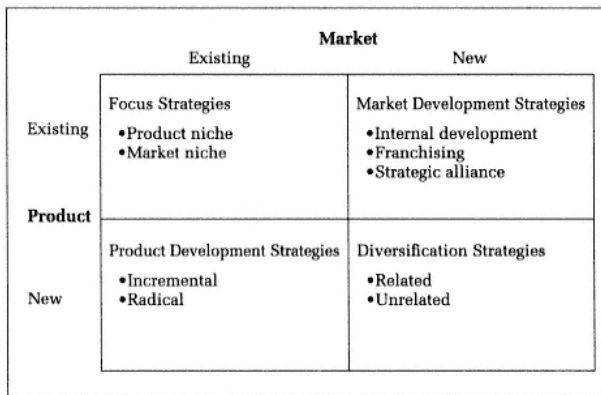 Market
Existing New
Focus Strategies
•Product niche
•Market niche
Market Development Strategies
•Internal development
•Franchising
•Strategic alliance
Existing
Product
Product Development Strategies
•Incremental
•Radical
Diversification Strategies
•Related
•Unrelated
New